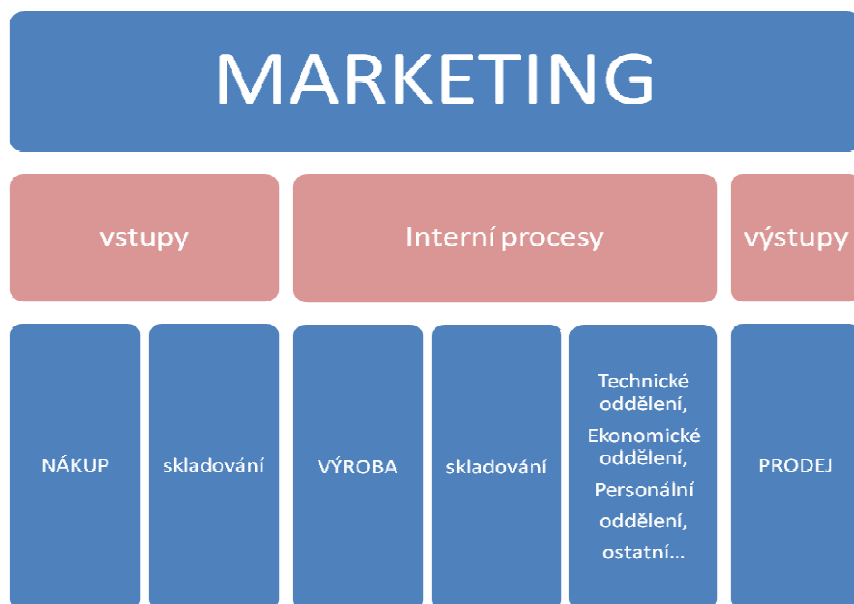 MARKETING
vstupy
Interní procesy
výstupy
NÁKUP
skladování
VÝROBA
skladování
Technické
oddělení,
Ekonomické
oddělení,
Personální
oddělení,
ostatní...
PRODEJ